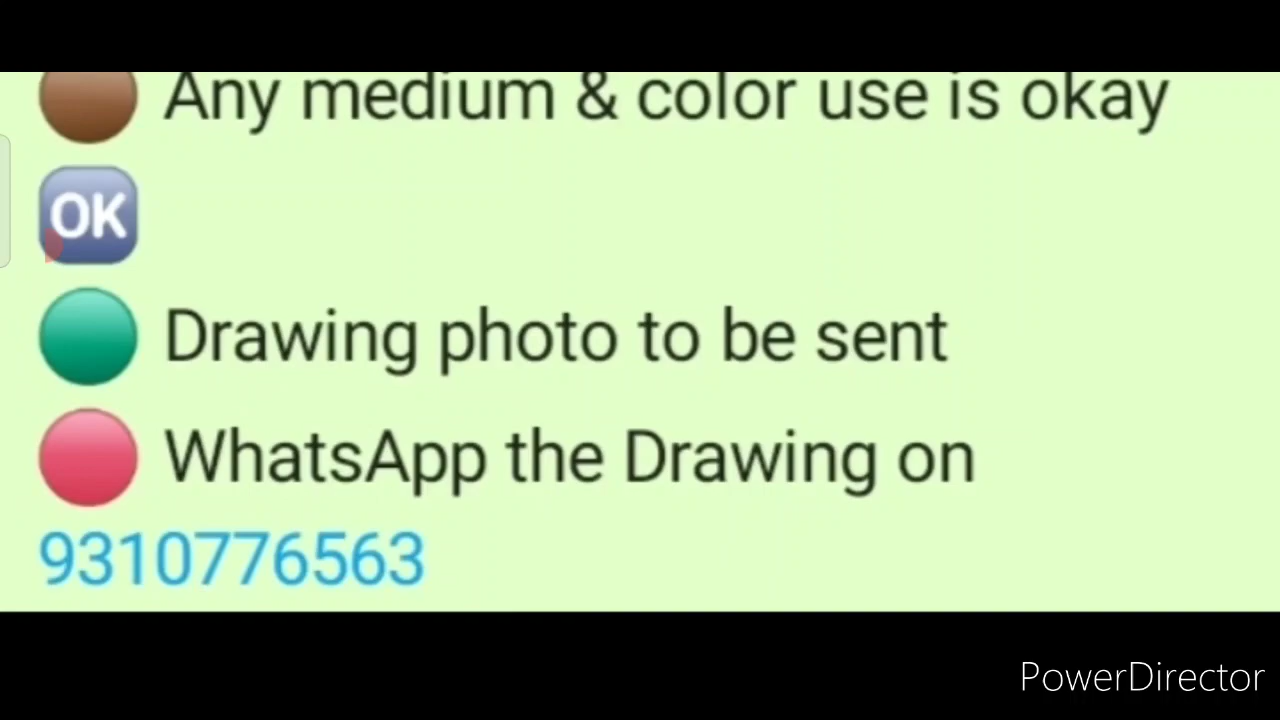 Any medium & color use is okay
OK
Drawing photo to be sent
WhatsApp the Drawing on
9310776563
PowerDirector